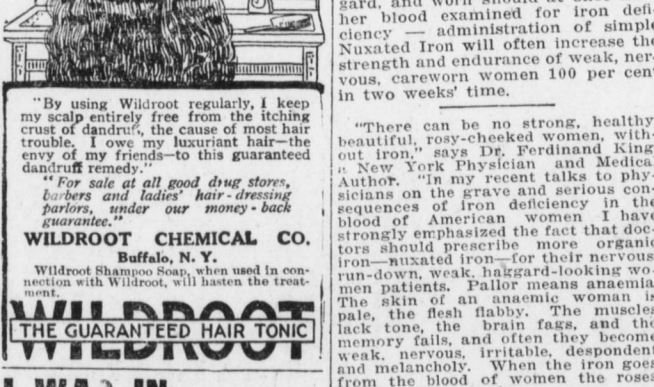 "By using Wildroot regularly, I keep
my scalp entirely free from the itching
crust of dandruff, the cause of most hair
trouble. I owe my luxuriant hair—the
envy of my friends—to this guaranteed
dandruff remedy."
"For sale at all good drug stores,
barbers and ladies' hair-dressing
parlors, under our money-back
guarantee."
WILDROOT CHEMICAL CO.
Buffalo, N. Y.
Wildroot Shampoo Soap, when used in con-
nection with Wildroot, will hasten the treat-
ment.
WILDROOT
THE GUARANTEED HAIR TONIC
her blood examined for iron defi-
ciency — administration of simple
Nuxated Iron will often increase the
strength and endurance of weak, ner-
vous, careworn women 100 per cent
in two weeks' time.
"There can be no strong, healthy,
beautiful, rosy-cheeked women, with-
out iron," says Dr. Ferdinand King,
a New York Physician and Medical
Author. "In my recent talks to phy-
sicians on the grave and serious con-
sequences of iron deficiency in the
blood of American women I have
strongly emphasized the fact that doc-
tors should prescribe more organic
iron—nuxated iron—for their nervous,
run-down, weak, haggard-looking wo-
men patients. Pallor means anaemia.
The skin of an anaemic woman is
pale, the flesh flabby. The muscles
lack tone, the brain fags, and the
memory fails, and often they become
weak, nervous, irritable, despondent
and melancholy. When the iron goes
from the blood of women the roses